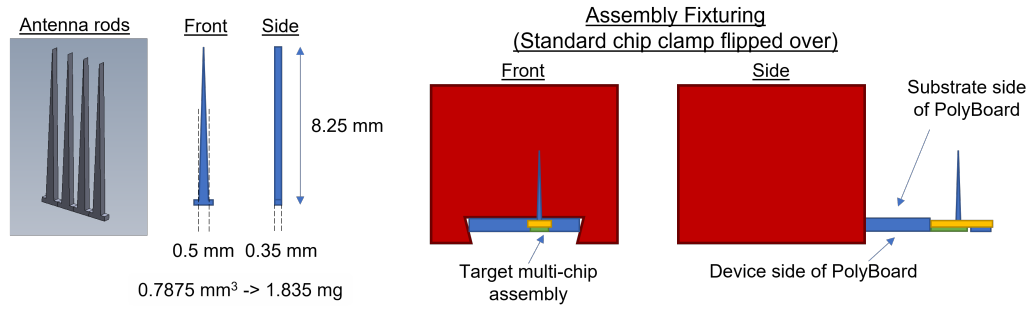 Antenna rods
Front
Side
8.25 mm
0.5 mm
0.35 mm
0.7875 mm³ -> 1.835 mg
Assembly Fixturing
(Standard chip clamp flipped over)
Front
Side
Substrate side
of PolyBoard
Target multi-chip
assembly
Device side of PolyBoard